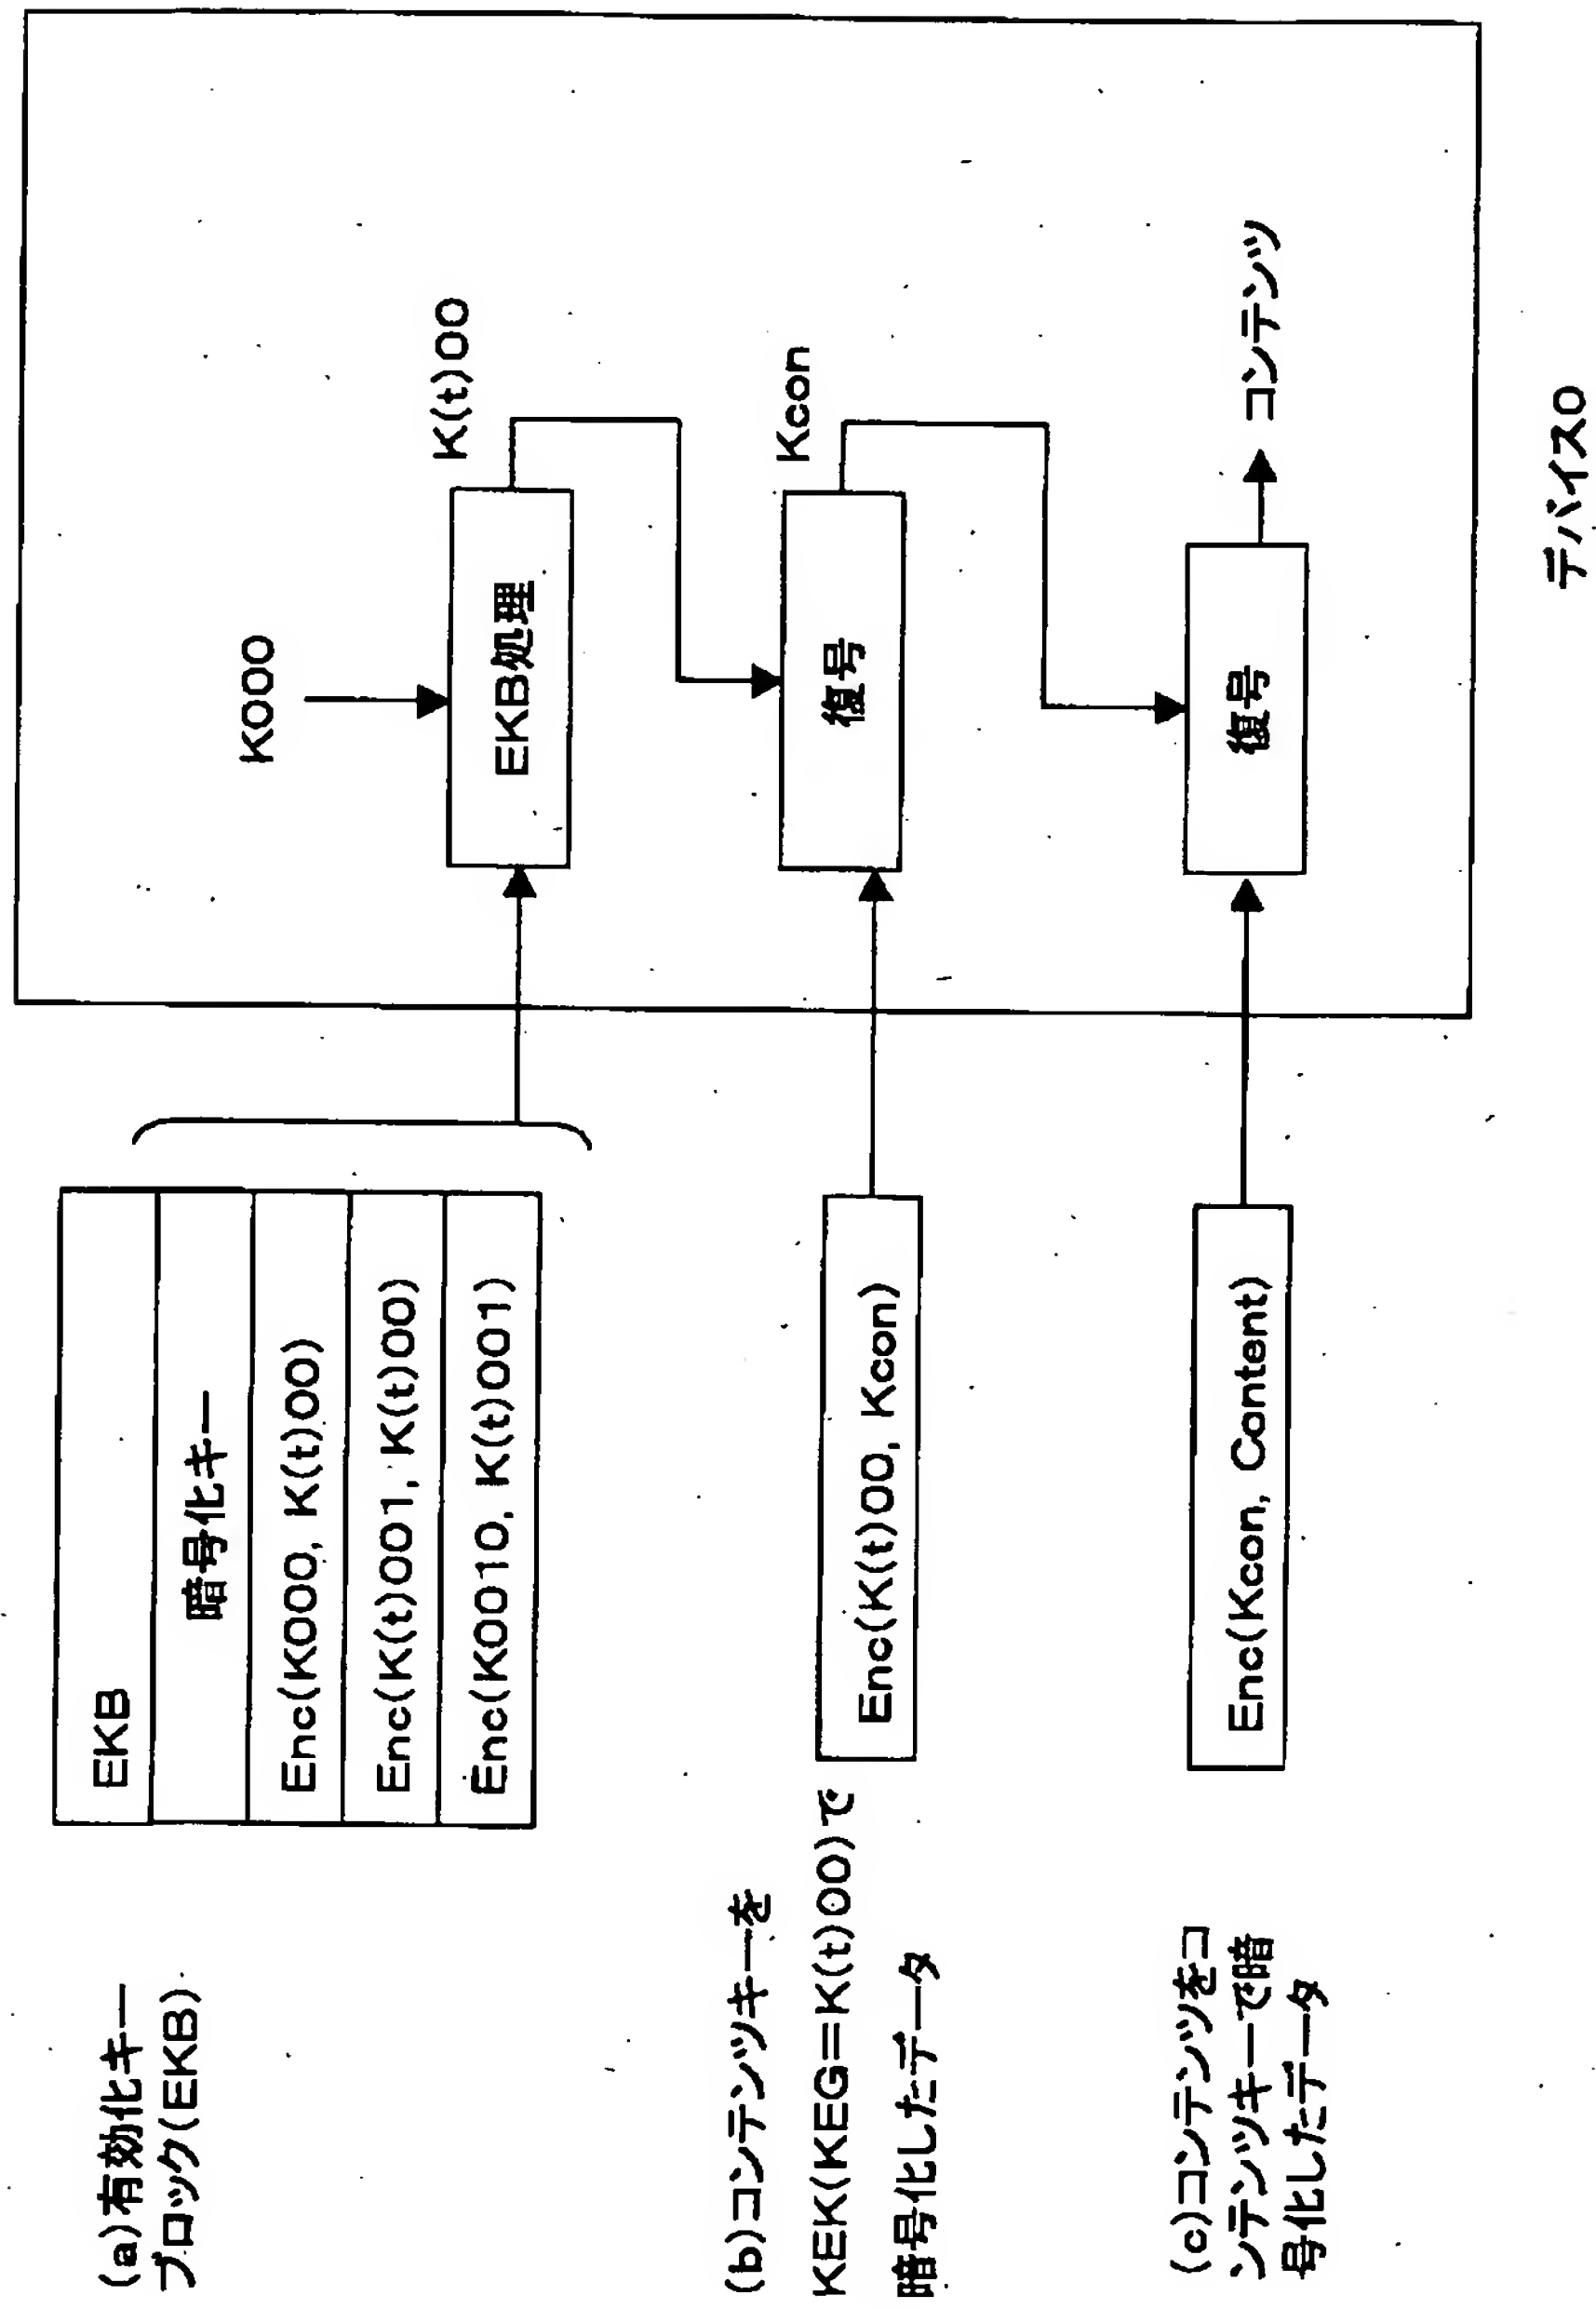 (a)有効化キー
ブロック(EKB)
EKB
暗号化キー
Enc(K000, K(t)00)
Enc(K(t)001, K(t)00)
Enc(K0010, K(t)001)
K000
EKB処理
K(t)00
(b)コンテンツキーを
KEK(KEG=K(t)00)で
暗号化したデータ
Enc(K(t)00, Kcon)
復号
Kcon
(c)コンテンツをコ
ンテンツキーで暗
号化したデータ
Enc(Kcon, Content)
復号
コンテンツ
デバイス0